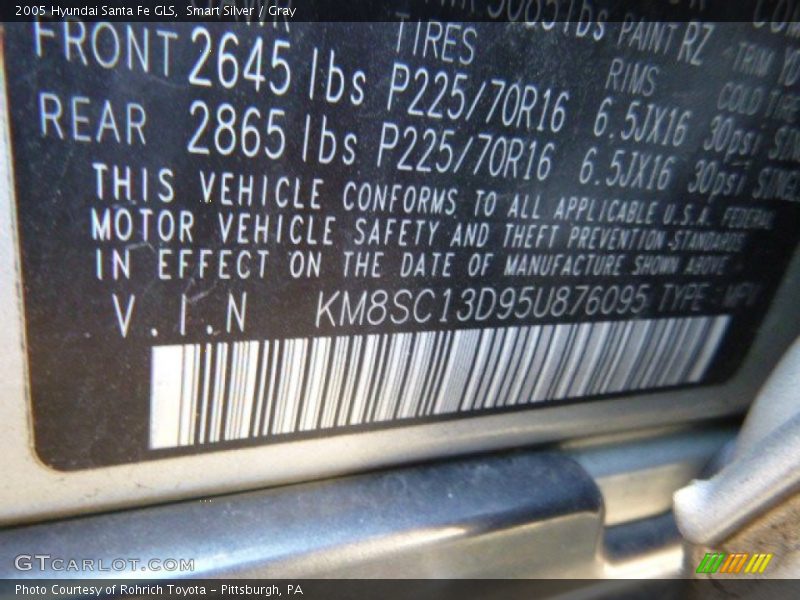 2005 Hyundai Santa Fe GLS, Smart Silver / Gray
TIRES RIMS
PAINT RZ
FRONT 2645 lbs P225/70R16 6.5JX16 30psi
REAR 2865 lbs P225/70R16 6.5JX16 30psi
THIS VEHICLE CONFORMS TO ALL APPLICABLE U.S.A. FEDERAL
MOTOR VEHICLE SAFETY AND THEFT PREVENTION STANDARDS
IN EFFECT ON THE DATE OF MANUFACTURE SHOWN ABOVE
V.I.N KM8SC13D95U876095 TYPE : MPV
GTCARLOT.COM
Photo Courtesy of Rohrich Toyota - Pittsburgh, PA